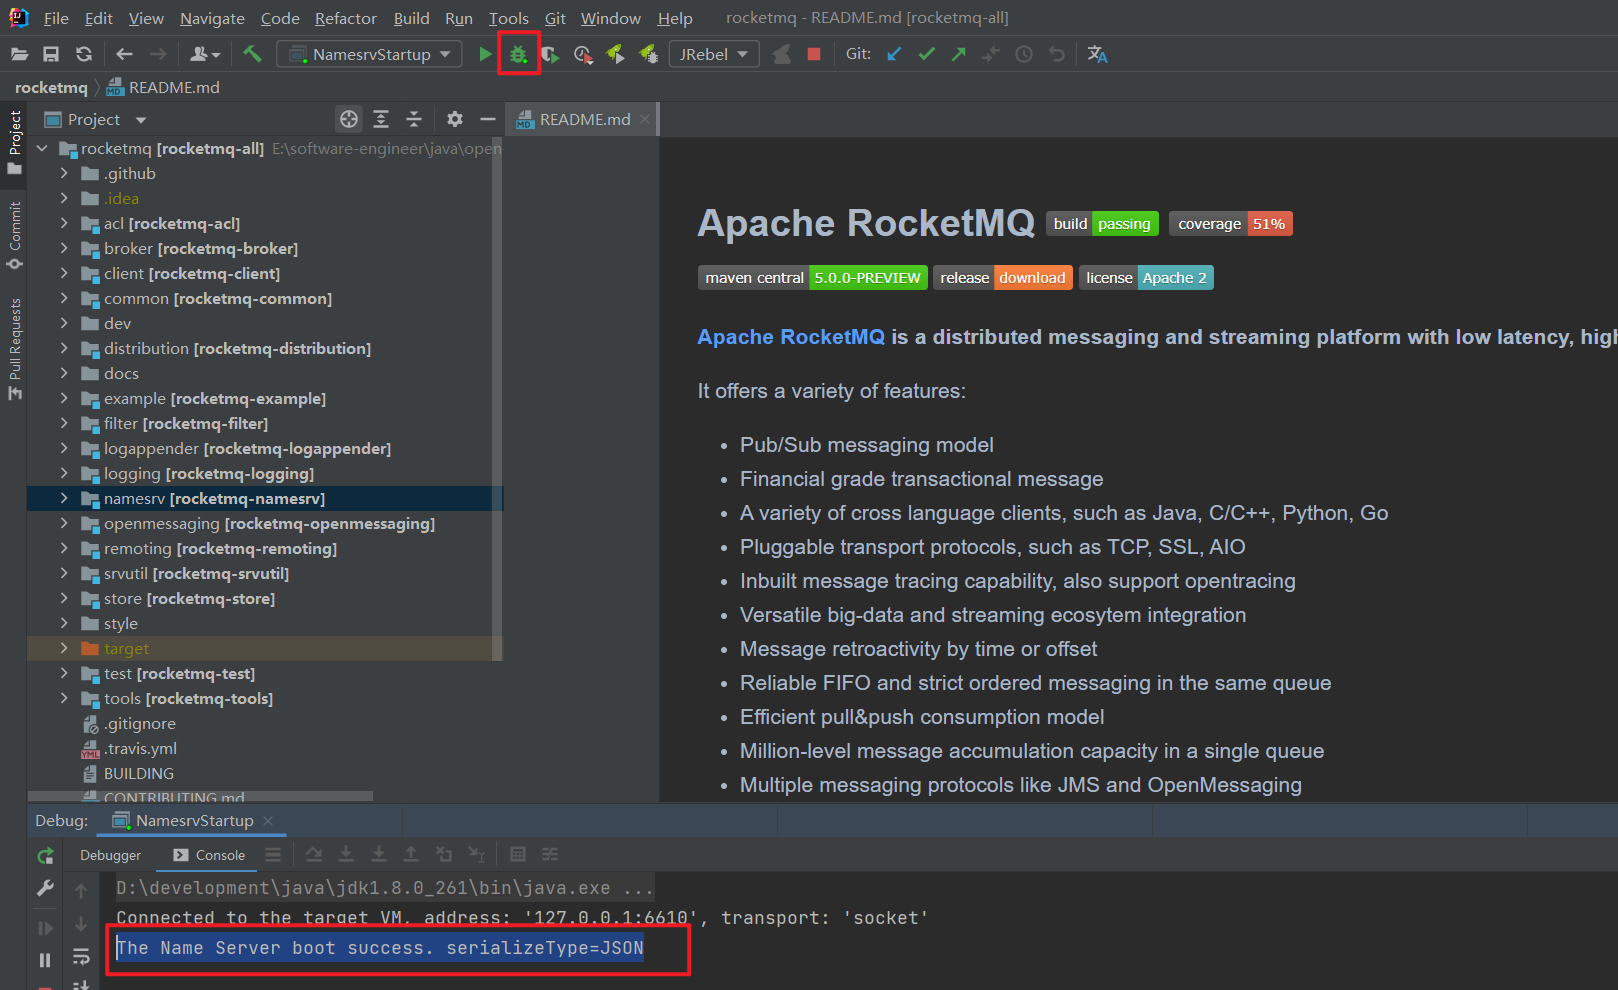 File Edit View Navigate Code Refactor Build Run Tools Git Window Help rocketmq - README.md [rocketmq-all]
NamesrvStartup JRebel Git:
rocketmq README.md
Project README.md
Project
Commit
Pull Requests
rocketmq [rocketmq-all] E:\software-engineer\java\open-
.github
.idea
acl [rocketmq-acl]
broker [rocketmq-broker]
client [rocketmq-client]
common [rocketmq-common]
dev
distribution [rocketmq-distribution]
docs
example [rocketmq-example]
filter [rocketmq-filter]
logappender [rocketmq-logappender]
logging [rocketmq-logging]
namesrv [rocketmq-namesrv]
openmessaging [rocketmq-openmessaging]
remoting [rocketmq-remoting]
srvutil [rocketmq-srvutil]
store [rocketmq-store]
style
target
test [rocketmq-test]
tools [rocketmq-tools]
.gitignore
.travis.yml
BUILDING
CONTRIBUTING.md
Apache RocketMQ build passing coverage 51%
maven central 5.0.0-PREVIEW release download license Apache 2
Apache RocketMQ is a distributed messaging and streaming platform with low latency, high
It offers a variety of features:
• Pub/Sub messaging model
• Financial grade transactional message
• A variety of cross language clients, such as Java, C/C++, Python, Go
• Pluggable transport protocols, such as TCP, SSL, AIO
• Inbuilt message tracing capability, also support opentracing
• Versatile big-data and streaming ecosytem integration
• Message retroactivity by time or offset
• Reliable FIFO and strict ordered messaging in the same queue
• Efficient pull&push consumption model
• Million-level message accumulation capacity in a single queue
• Multiple messaging protocols like JMS and OpenMessaging
Debug: NamesrvStartup
Debugger Console
D:\development\java\jdk1.8.0_261\bin\java.exe ...
Connected to the target VM, address: '127.0.0.1:6610', transport: 'socket'
The Name Server boot success. serializeType=JSON